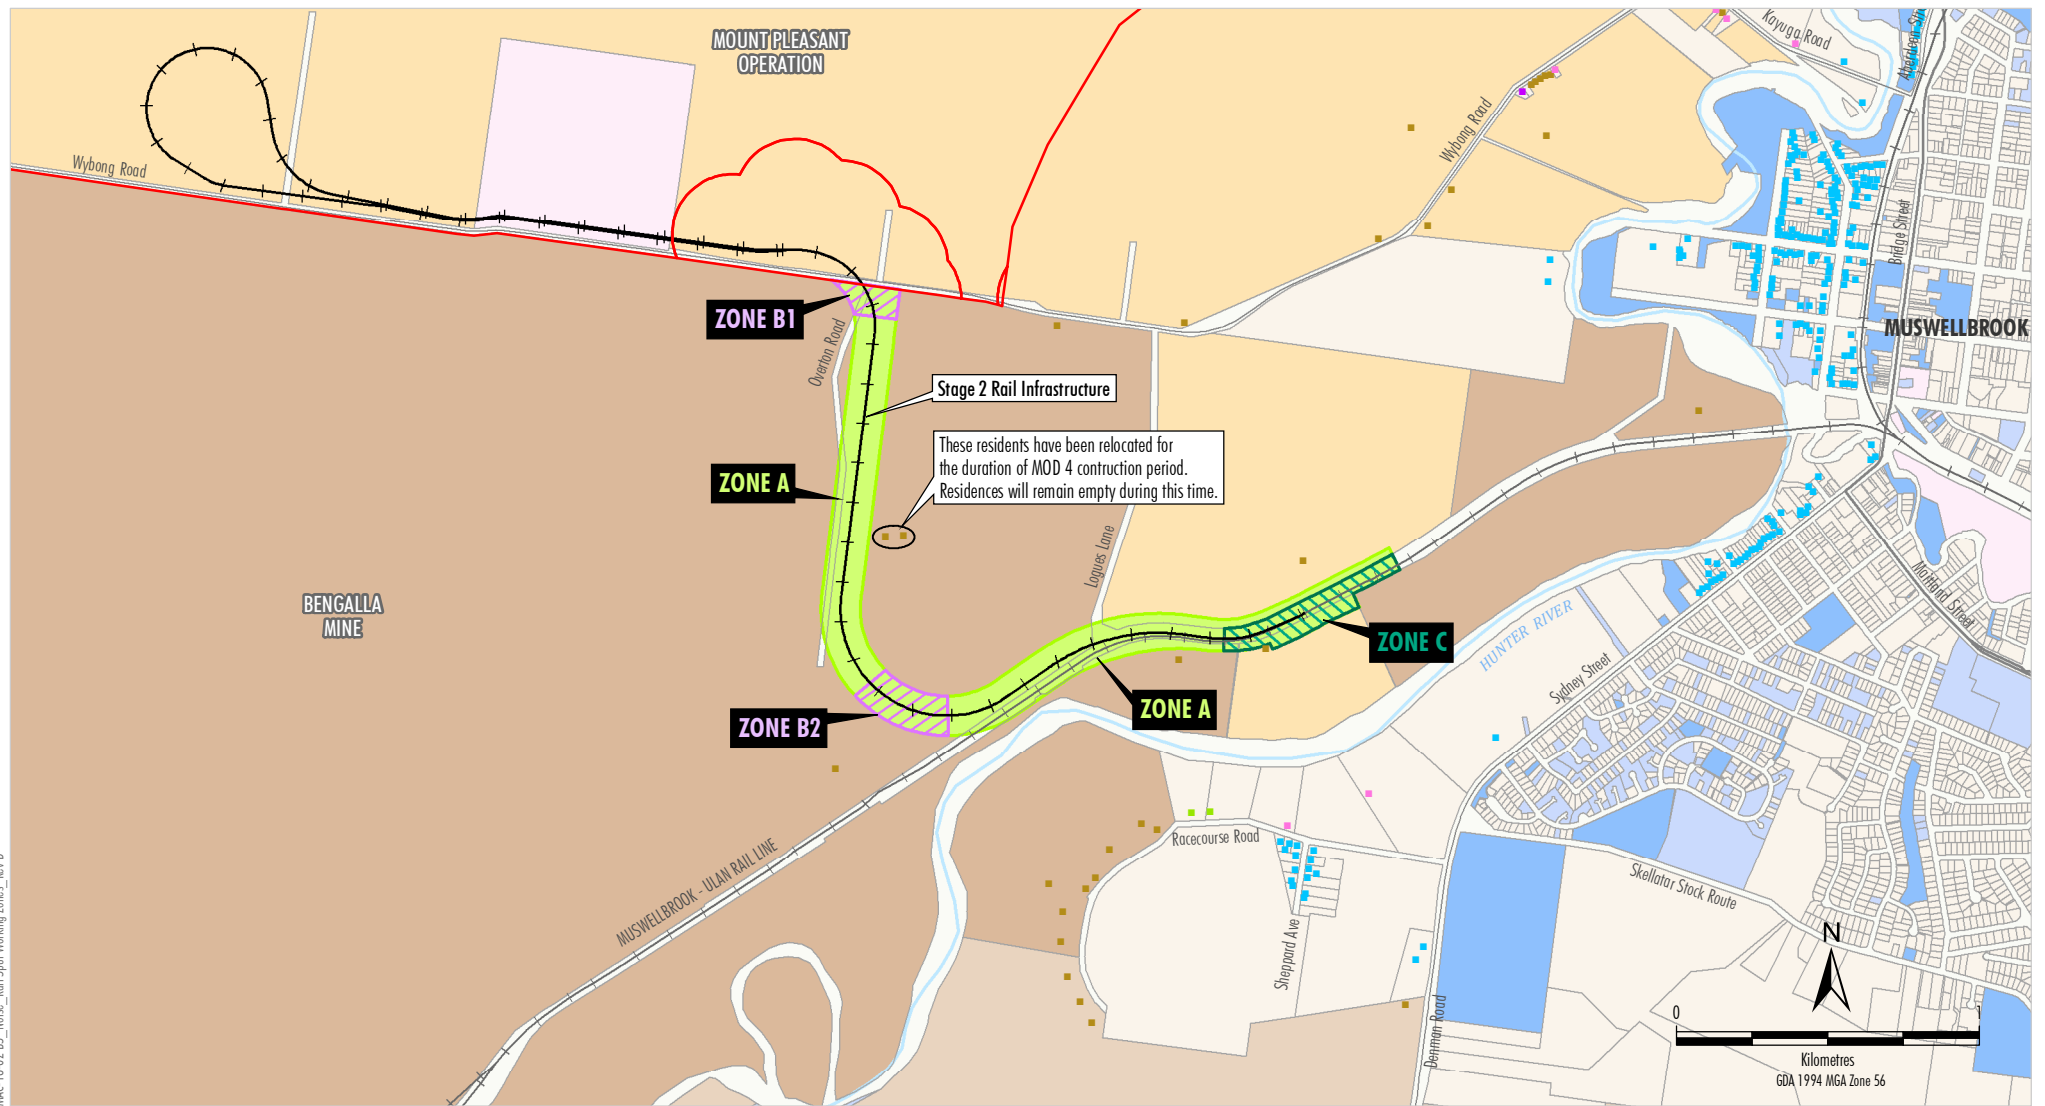 MOUNT PLEASANT
OPERATION
Kayuga Road
Aberdeen
Wybong Road
Wybong Road
Bridge Street
ZONE B1
MUSWELLBROOK
Overton Road
Stage 2 Rail Infrastructure
These residents have been relocated for
the duration of MOD 4 contruction period.
Residences will remain empty during this time.
ZONE A
Logues Lane
Maitland Street
BENGALLA
MINE
HUNTER RIVER
ZONE C
Sydney Street
ZONE A
ZONE B2
Racecourse Road
MUSWELLBROOK - ULAN RAIL LINE
Skellatar Stock Route
Sheppard Ave
Denman Road
N
0
1
Kilometres
GDA 1994 MGA Zone 56